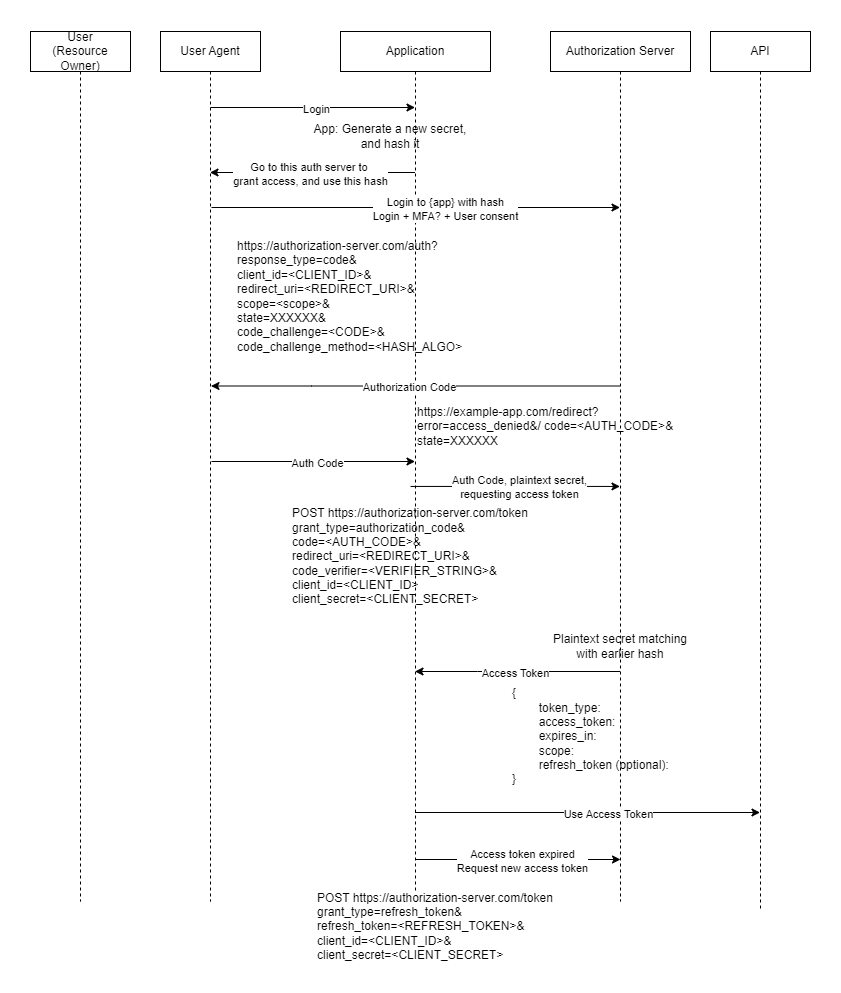 User
(Resource
Owner)
User Agent
Application
Authorization Server
API
Login
App: Generate a new secret,
and hash it
Go to this auth server to
grant access, and use this hash
Login to {app} with hash
Login + MFA? + User consent
https://authorization-server.com/auth?
response_type=code&
client_id=<CLIENT_ID>&
redirect_uri=<REDIRECT_URI>&
scope=<scope>&
state=XXXXXX&
code_challenge=<CODE>&
code_challenge_method=<HASH_ALGO>
Authorization Code
https://example-app.com/redirect?
error=access_denied&/ code=<AUTH_CODE>&
state=XXXXXX
Auth Code
Auth Code, plaintext secret,
requesting access token
POST https://authorization-server.com/token
grant_type=authorization_code&
code=<AUTH_CODE>&
redirect_uri=<REDIRECT_URI>&
code_verifier=<VERIFIER_STRING>&
client_id=<CLIENT_ID>
client_secret=<CLIENT_SECRET>
Plaintext secret matching
with earlier hash
Access Token
{
token_type:
access_token:
expires_in:
scope:
refresh_token (pptional):
}
Use Access Token
Access token expired
Request new access token
POST https://authorization-server.com/token
grant_type=refresh_token&
refresh_token=<REFRESH_TOKEN>&
client_id=<CLIENT_ID>&
client_secret=<CLIENT_SECRET>